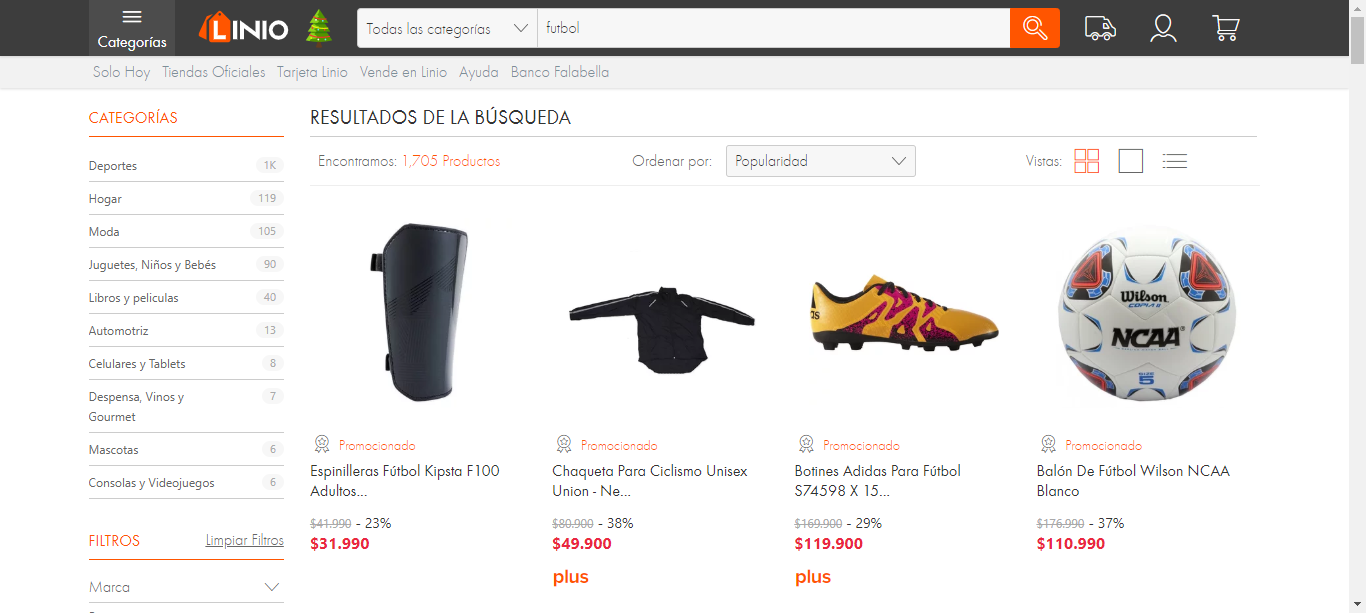 Categorías
LINIO
Todas las categorías
futbol
Solo Hoy Tiendas Oficiales Tarjeta Linio Vende en Linio Ayuda Banco Falabella
CATEGORÍAS
Deportes 1K
Hogar 119
Moda 105
Juguetes, Niños y Bebés 90
Libros y peliculas 40
Automotriz 13
Celulares y Tablets 8
Despensa, Vinos y
Gourmet 7
Mascotas 6
Consolas y Videojuegos 6
FILTROS Limpiar Filtros
Marca
RESULTADOS DE LA BÚSQUEDA
Encontramos: 1,705 Productos
Ordenar por: Popularidad
Vistas:
Promocionado
Espinilleras Fútbol Kipsta F100
Adultos...
$41.990 - 23%
$31.990
Promocionado
Chaqueta Para Ciclismo Unisex
Union - Ne...
$80.900 - 38%
$49.900
plus
adidas
Promocionado
Botines Adidas Para Fútbol
S74598 X 15...
$169.900 - 29%
$119.900
plus
Wilson
COPIA II
NCAA
5
Promocionado
Balón De Fútbol Wilson NCAA
Blanco
$176.990 - 37%
$110.990